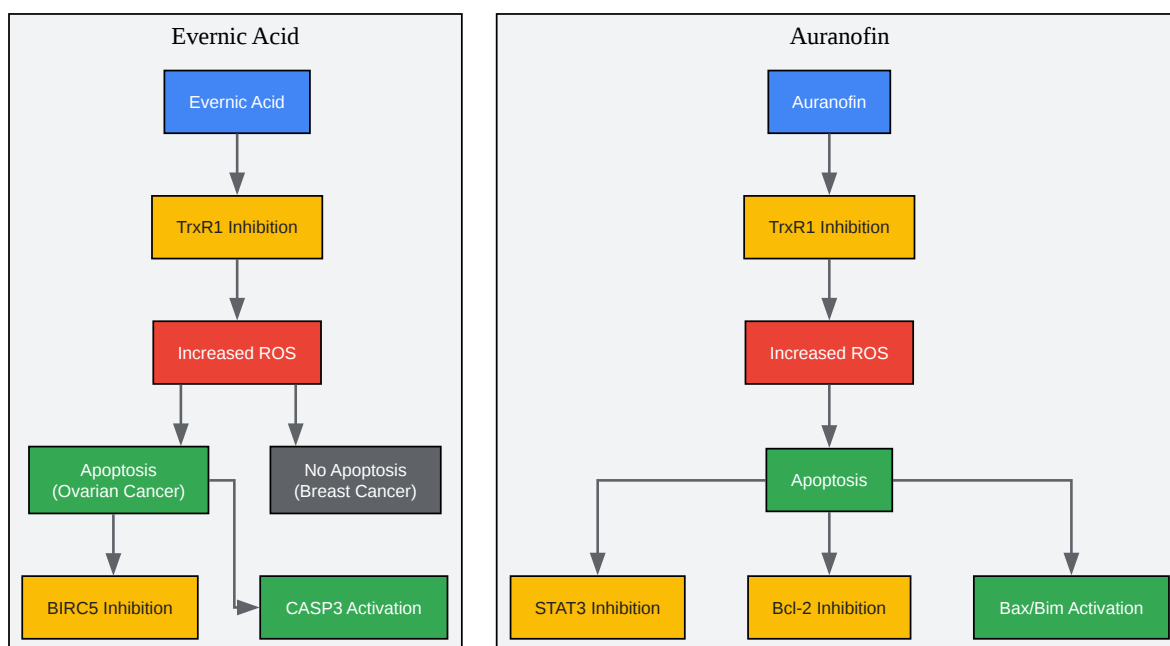 Evernic Acid
Evernic Acid
TrxR1 Inhibition
Increased ROS
Apoptosis
(Ovarian Cancer)
No Apoptosis
(Breast Cancer)
BIRC5 Inhibition
CASP3 Activation
Auranofin
Auranofin
TrxR1 Inhibition
Increased ROS
Apoptosis
STAT3 Inhibition
Bcl-2 Inhibition
Bax/Bim Activation